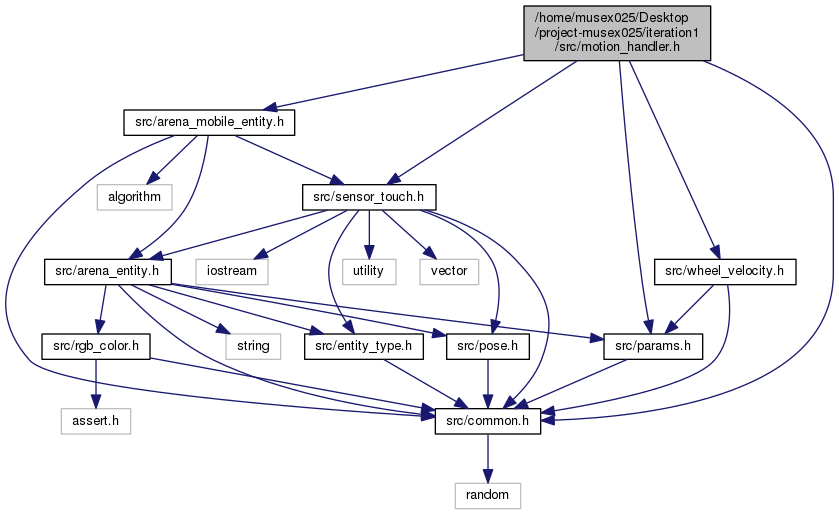 /home/musex025/Desktop
/project-musex025/iteration1
/src/motion_handler.h
src/arena_mobile_entity.h
algorithm
src/sensor_touch.h
src/arena_entity.h
iostream
utility
vector
src/wheel_velocity.h
src/rgb_color.h
string
src/entity_type.h
src/pose.h
src/params.h
assert.h
src/common.h
random